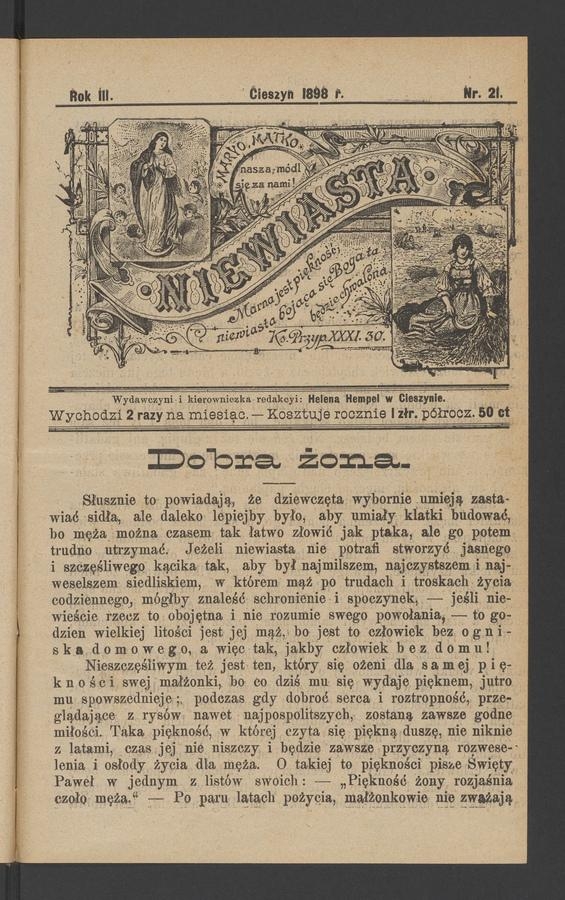 Rok III. Cieszyn 1898 r. Nr. 21.
MARYO, MATKO
nasza, módl
się za nami!
NIEWIASTA
Marna jest piękność:
niewiasta bojąca się Boga ta
będzie chwalona.
Ks. Przyp. XXXI. 30.
Wydawczyni i kierowniczka redakcyi: Helena Hempel w Cieszynie.
Wychodzi 2 razy na miesiąc. — Kosztuje rocznie 1 złr. półrocz. 50 ct
Dobra żona.
Słusznie to powiadają, że dziewczęta wybornie umieją zasta-
wiać sidła, ale daleko lepiejby było, aby umiały klatki budować,
bo męża można czasem tak łatwo złowić jak ptaka, ale go potem
trudno utrzymać. Jeżeli niewiasta nie potrafi stworzyć jasnego
i szczęśliwego kącika tak, aby był najmilszem, najczystszem i naj-
weselszem siedliskiem, w którem mąż po trudach i troskach życia
codziennego, mógłby znaleść schronienie i spoczynek, — jeśli nie-
wieście rzecz to obojętna i nie rozumie swego powołania, — to go-
dzien wielkiej litości jest jej mąż, bo jest to człowiek bez ogni-
ska domowego, a więc tak, jakby człowiek bez domu!
Nieszczęśliwym też jest ten, który się ożeni dla samej pię-
kności swej małżonki, bo co dziś mu się wydaje pięknem, jutro
mu spowszednieje;, podczas gdy dobroć serca i roztropność, prze-
glądające z rysów nawet najpospolitszych, zostaną zawsze godne
miłości. Taka piękność, w której czyta się piękną duszę, nie niknie
z latami, czas jej nie niszczy i będzie zawsze przyczyną rozwese-
lenia i osłody życia dla męża. O takiej to piękności pisze Święty
Paweł w jednym z listów swoich: — „Piękność żony rozjaśnia
czoło męża.“ — Po paru latach pożycia, małżonkowie nie zważają